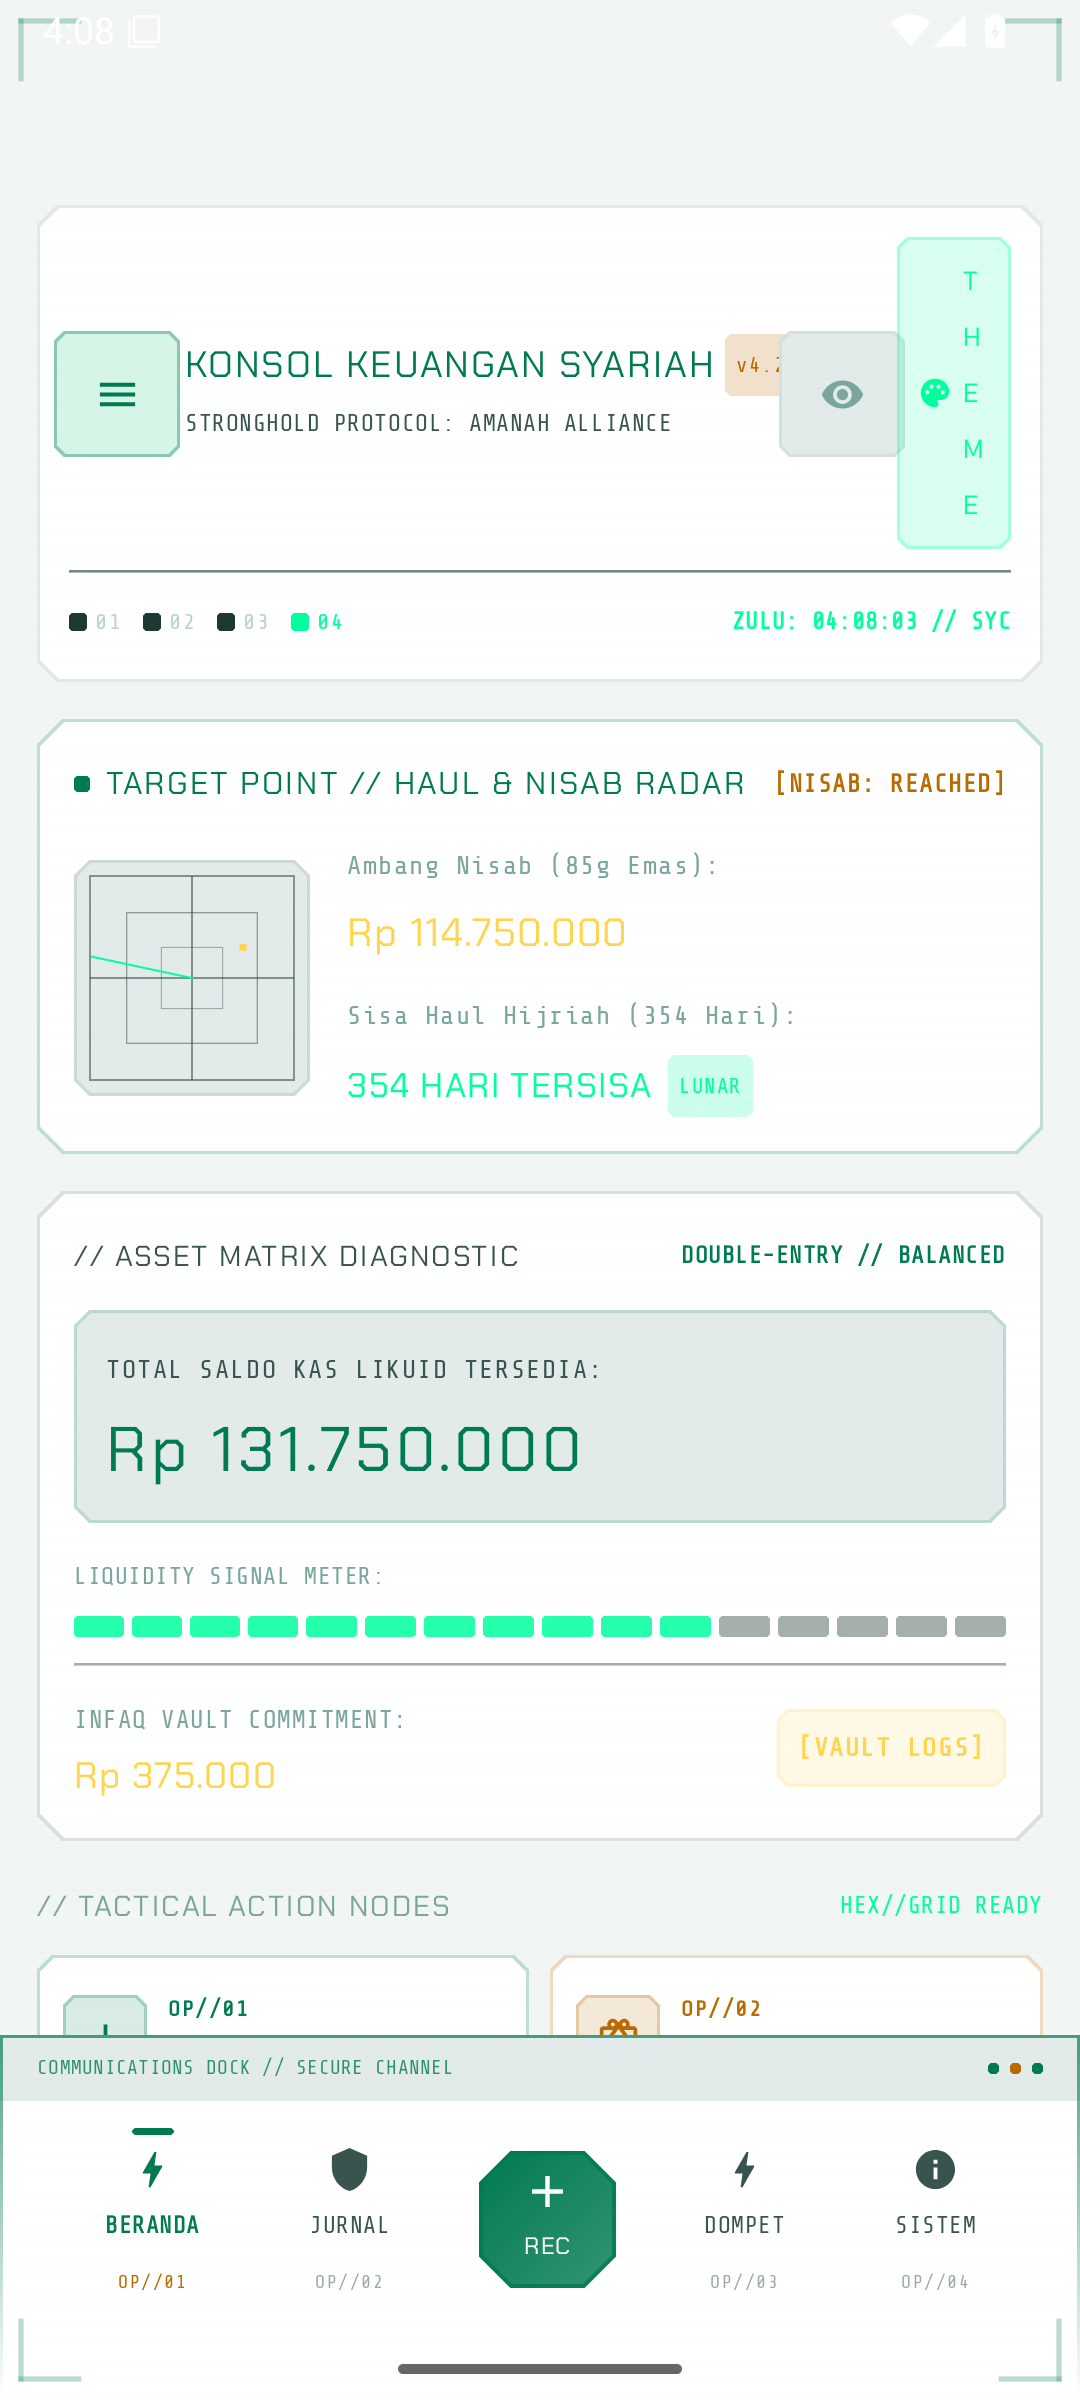 4:08
KONSOL KEUANGAN SYARIAH
v4.2
STRONGHOLD PROTOCOL: AMANAH ALLIANCE
T
H
E
M
E
01 02 03 04
ZULU: 04:08:03 // SYC
TARGET POINT // HAUL & NISAB RADAR [NISAB: REACHED]
Ambang Nisab (85g Emas):
Rp 114.750.000
Sisa Haul Hijriah (354 Hari):
354 HARI TERSISA LUNAR
// ASSET MATRIX DIAGNOSTIC DOUBLE-ENTRY // BALANCED
TOTAL SALDO KAS LIKUID TERSEDIA:
Rp 131.750.000
LIQUIDITY SIGNAL METER:
INFAQ VAULT COMMITMENT:
Rp 375.000
[VAULT LOGS]
// TACTICAL ACTION NODES HEX//GRID READY
OP//01 OP//02
COMMUNICATIONS DOCK // SECURE CHANNEL
BERANDA JURNAL REC DOMPET SISTEM
OP//01 OP//02 OP//03 OP//04